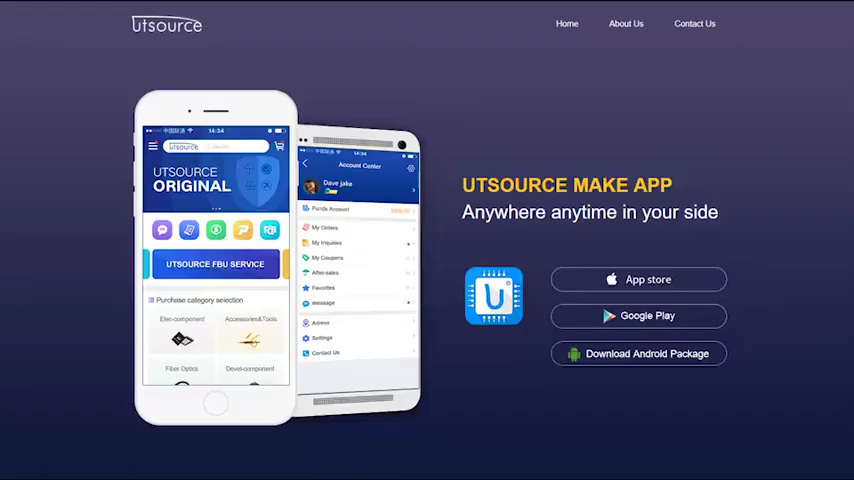 utsource
Home
About Us
Contact Us
14:34
utsource
UTSOURCE
ORIGINAL
UTSOURCE FBU SERVICE
Purchase category selection
Elec-component
Accessories&Tools
Fiber Optics
Devel-component
14:34
Account Center
Dave jake
Funds Account
My Orders
My Inquiries
My Coupons
After-sales
Favorites
message
Settings
Contact US
UTSOURCE MAKE APP
Anywhere anytime in your side
U
App store
Google Play
Download Android Package